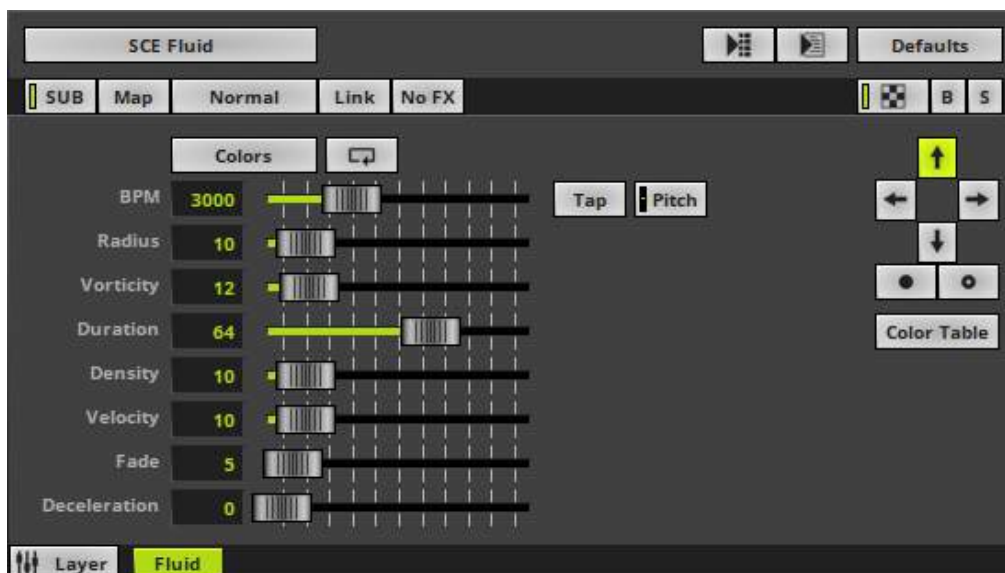 SCE Fluid Defaults
SUB Map Normal Link No FX B S
Colors
BPM 3000 Tap Pitch
Radius 10
Vorticity 12
Duration 64 Color Table
Density 10
Velocity 10
Fade 5
Deceleration 0
Layer Fluid